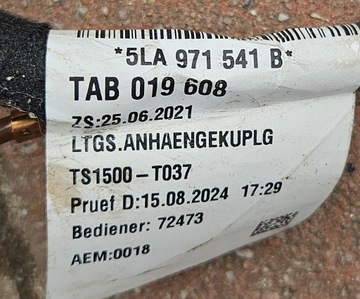 *5LA 971 541 B*
TAB 019 608
ZS:25.06.2021
LTGS.ANHAENGEKUPLG
TS1500-T037
Pruef D:15.08.2024 17:29
Bediener: 72473
AEM:0018